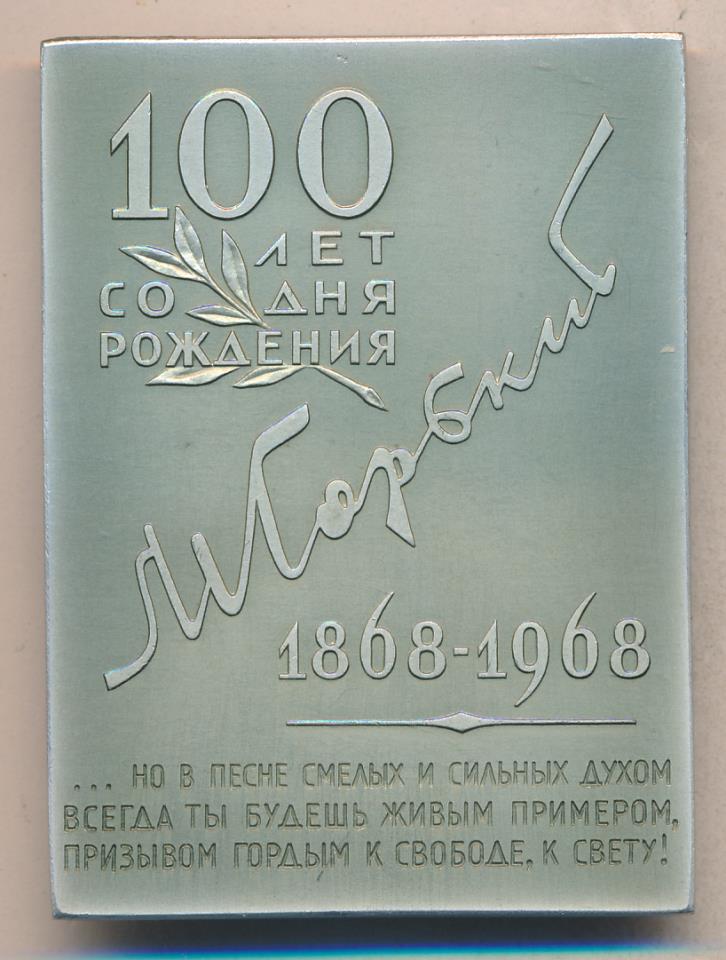 100
ЛЕТ
СО ДНЯ
РОЖДЕНИЯ
М Горький
1868-1968
... НО В ПЕСНЕ СМЕЛЫХ И СИЛЬНЫХ ДУХОМ
ВСЕГДА ТЫ БУДЕШЬ ЖИВЫМ ПРИМЕРОМ,
ПРИЗЫВОМ ГОРДЫМ К СВОБОДЕ, К СВЕТУ!